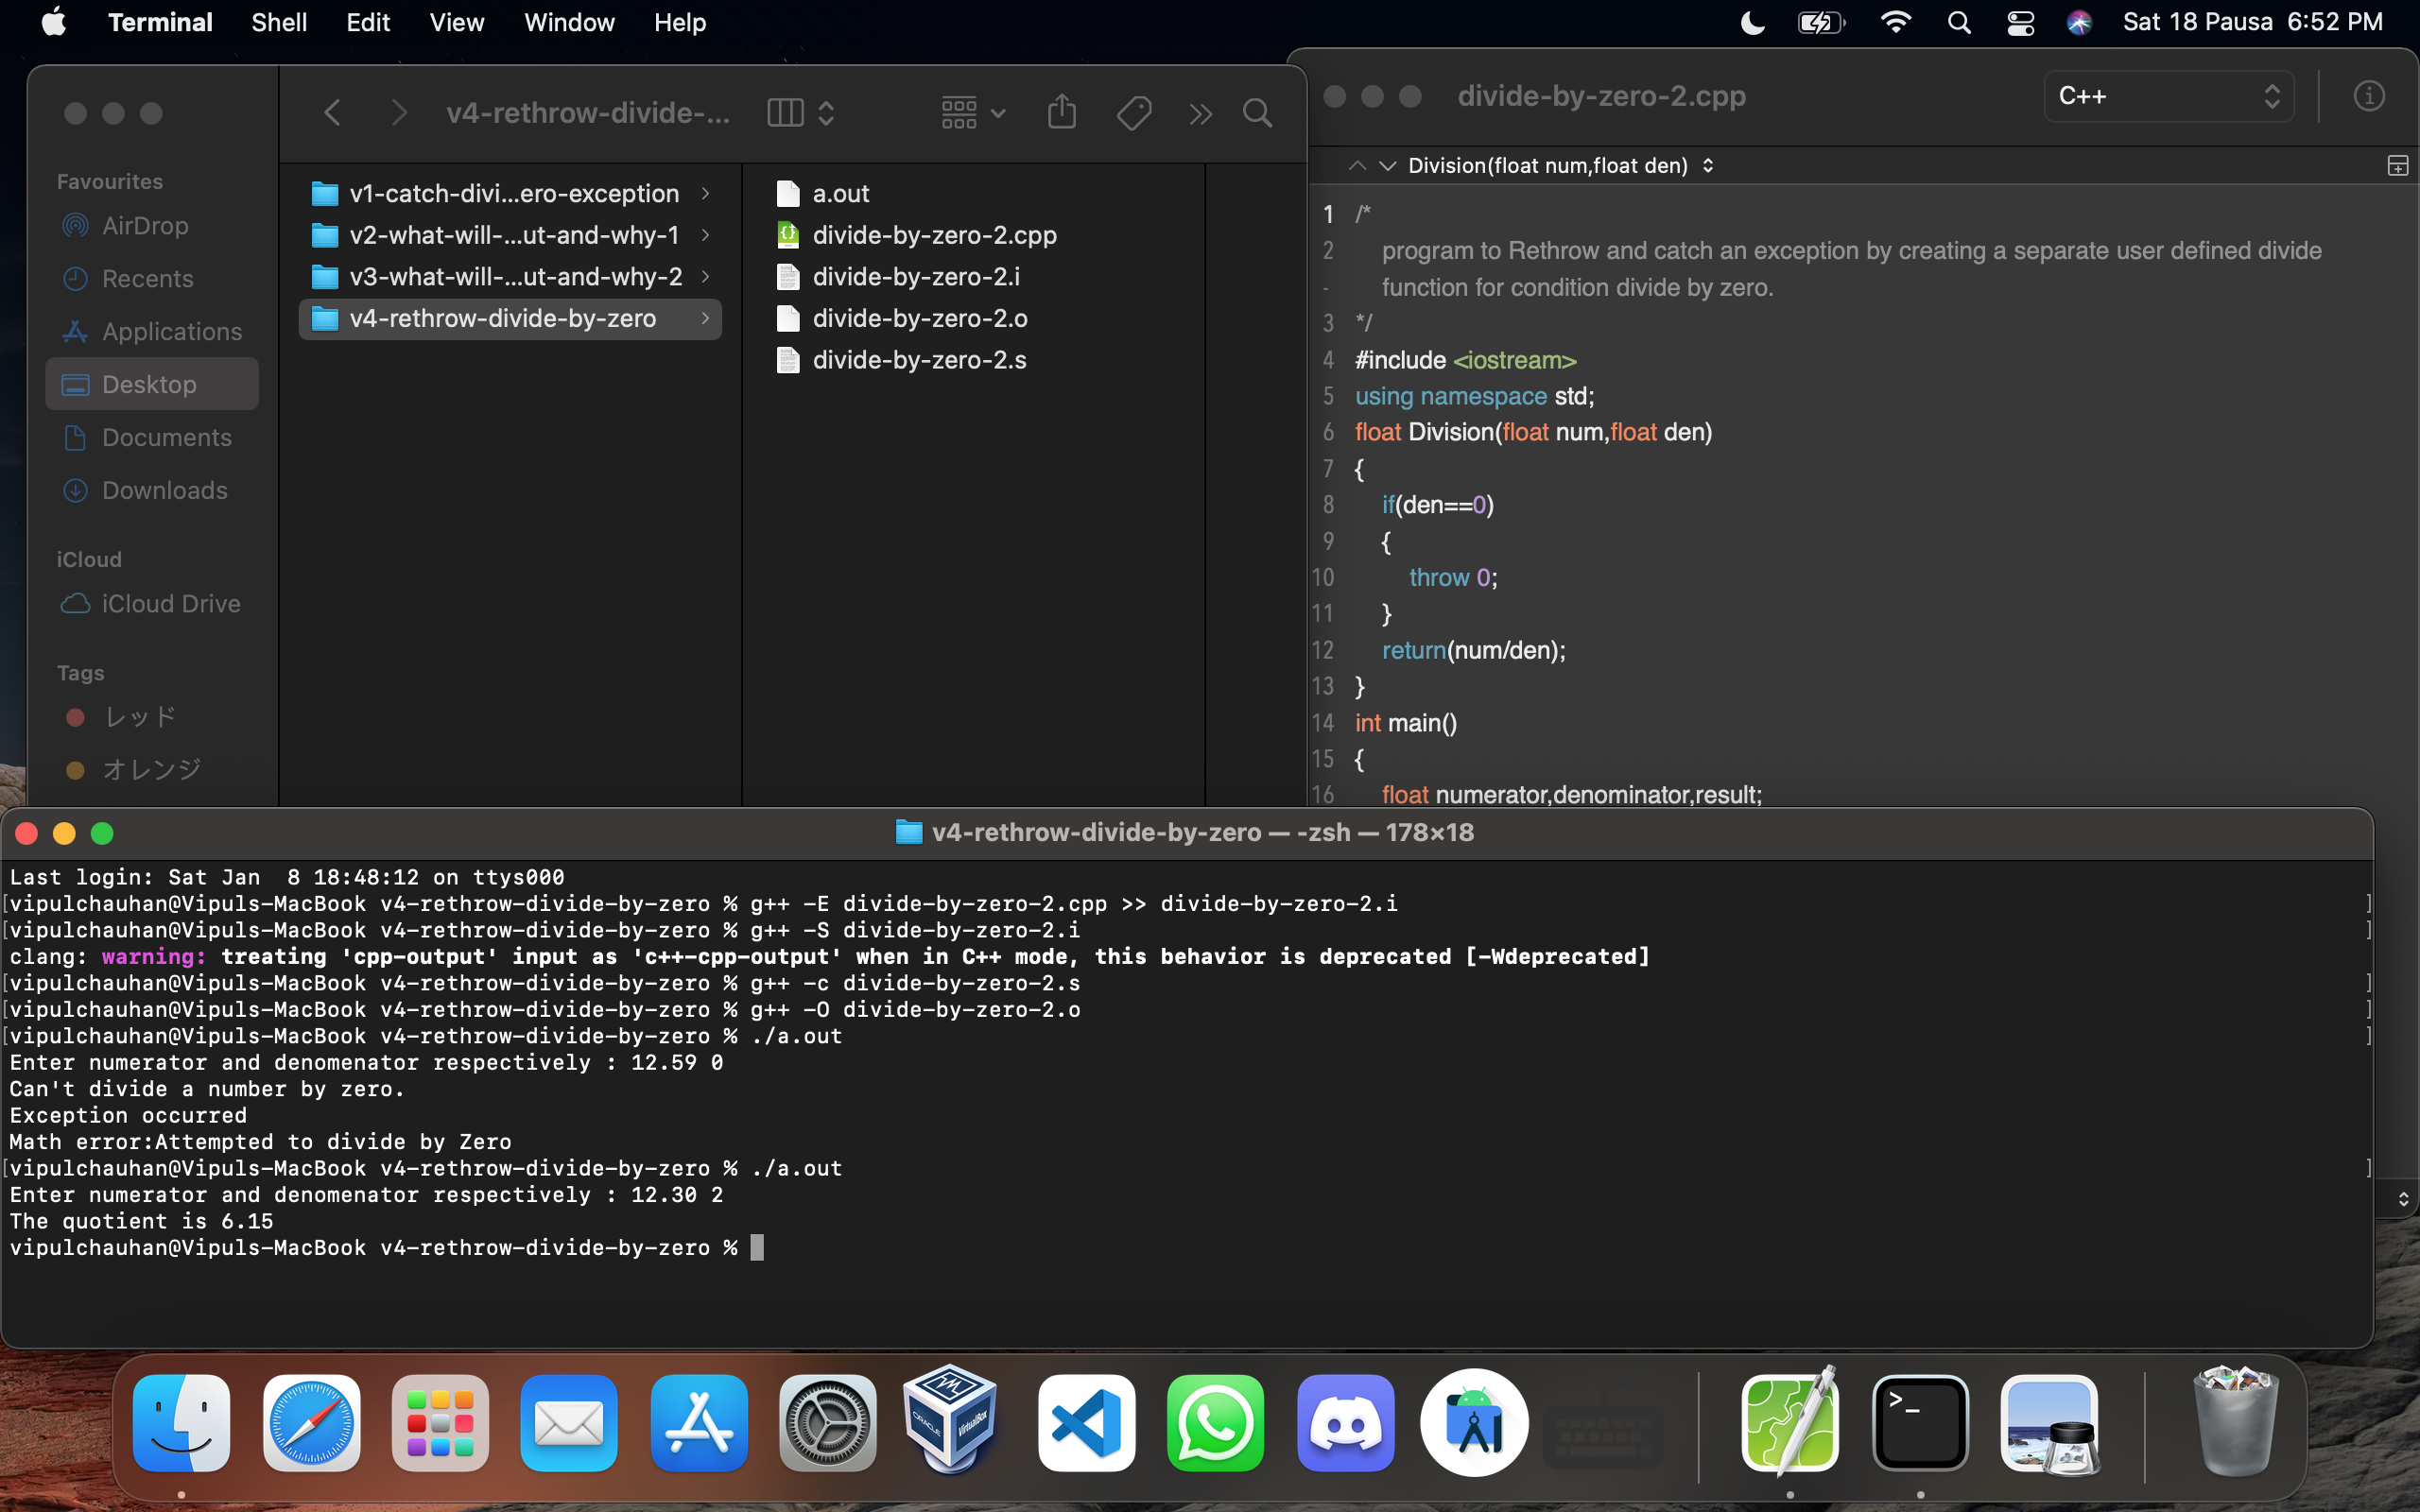 Terminal Shell Edit View Window Help
Sat 18 Pausa 6:52 PM
v4-rethrow-divide-...
Favourites
AirDrop
Recents
Applications
Desktop
Documents
Downloads
iCloud
iCloud Drive
Tags
レッド
オレンジ
v1-catch-divi...ero-exception
v2-what-will-...ut-and-why-1
v3-what-will-...ut-and-why-2
v4-rethrow-divide-by-zero
a.out
divide-by-zero-2.cpp
divide-by-zero-2.i
divide-by-zero-2.o
divide-by-zero-2.s
divide-by-zero-2.cpp
C++
Division(float num,float den)
1 /*
2 program to Rethrow and catch an exception by creating a separate user defined divide
- function for condition divide by zero.
3 */
4 #include <iostream>
5 using namespace std;
6 float Division(float num,float den)
7 {
8 if(den==0)
9 {
10 throw 0;
11 }
12 return(num/den);
13 }
14 int main()
15 {
16 float numerator,denominator,result;
v4-rethrow-divide-by-zero — -zsh — 178×18
Last login: Sat Jan  8 18:48:12 on ttys000
[vipulchauhan@Vipuls-MacBook v4-rethrow-divide-by-zero % g++ -E divide-by-zero-2.cpp >> divide-by-zero-2.i ]
[vipulchauhan@Vipuls-MacBook v4-rethrow-divide-by-zero % g++ -S divide-by-zero-2.i ]
clang: warning: treating 'cpp-output' input as 'c++-cpp-output' when in C++ mode, this behavior is deprecated [-Wdeprecated]
[vipulchauhan@Vipuls-MacBook v4-rethrow-divide-by-zero % g++ -c divide-by-zero-2.s ]
[vipulchauhan@Vipuls-MacBook v4-rethrow-divide-by-zero % g++ -O divide-by-zero-2.o ]
[vipulchauhan@Vipuls-MacBook v4-rethrow-divide-by-zero % ./a.out ]
Enter numerator and denomenator respectively : 12.59 0
Can't divide a number by zero.
Exception occurred
Math error:Attempted to divide by Zero
[vipulchauhan@Vipuls-MacBook v4-rethrow-divide-by-zero % ./a.out ]
Enter numerator and denomenator respectively : 12.30 2
The quotient is 6.15
vipulchauhan@Vipuls-MacBook v4-rethrow-divide-by-zero %
ORACLE
VirtualBox
>_